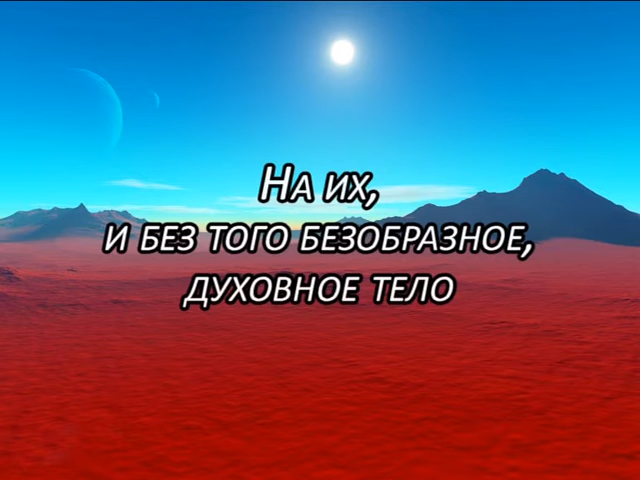 На их,
и без того безобразное,
духовное тело